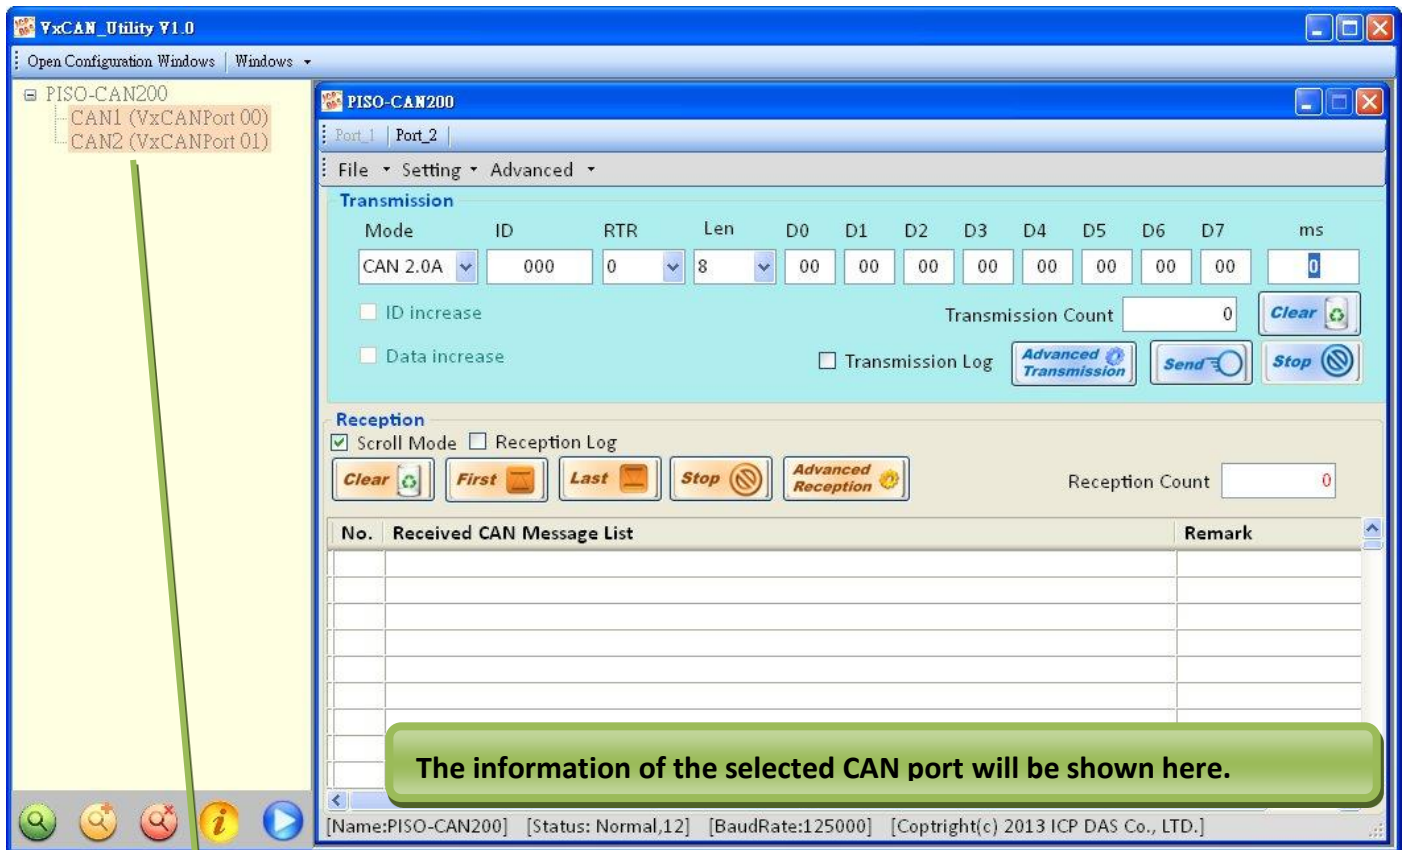 VxCAN_Utility V1.0
Open Configuration Windows Windows
PISO-CAN200
CAN1 (VxCANPort 00)
CAN2 (VxCANPort 01)
PISO-CAN200
Port_1 Port_2
File Setting Advanced
Transmission
Mode ID RTR Len D0 D1 D2 D3 D4 D5 D6 D7 ms
CAN 2.0A 000 0 8 00 00 00 00 00 00 00 00 0
ID increase Transmission Count 0 Clear
Data increase Transmission Log Advanced Transmission Send Stop
Reception
Scroll Mode Reception Log
Clear First Last Stop Advanced Reception Reception Count 0
No. Received CAN Message List Remark
The information of the selected CAN port will be shown here.
[Name:PISO-CAN200] [Status: Normal,12] [BaudRate:125000] [Coptright(c) 2013 ICP DAS Co., LTD.]